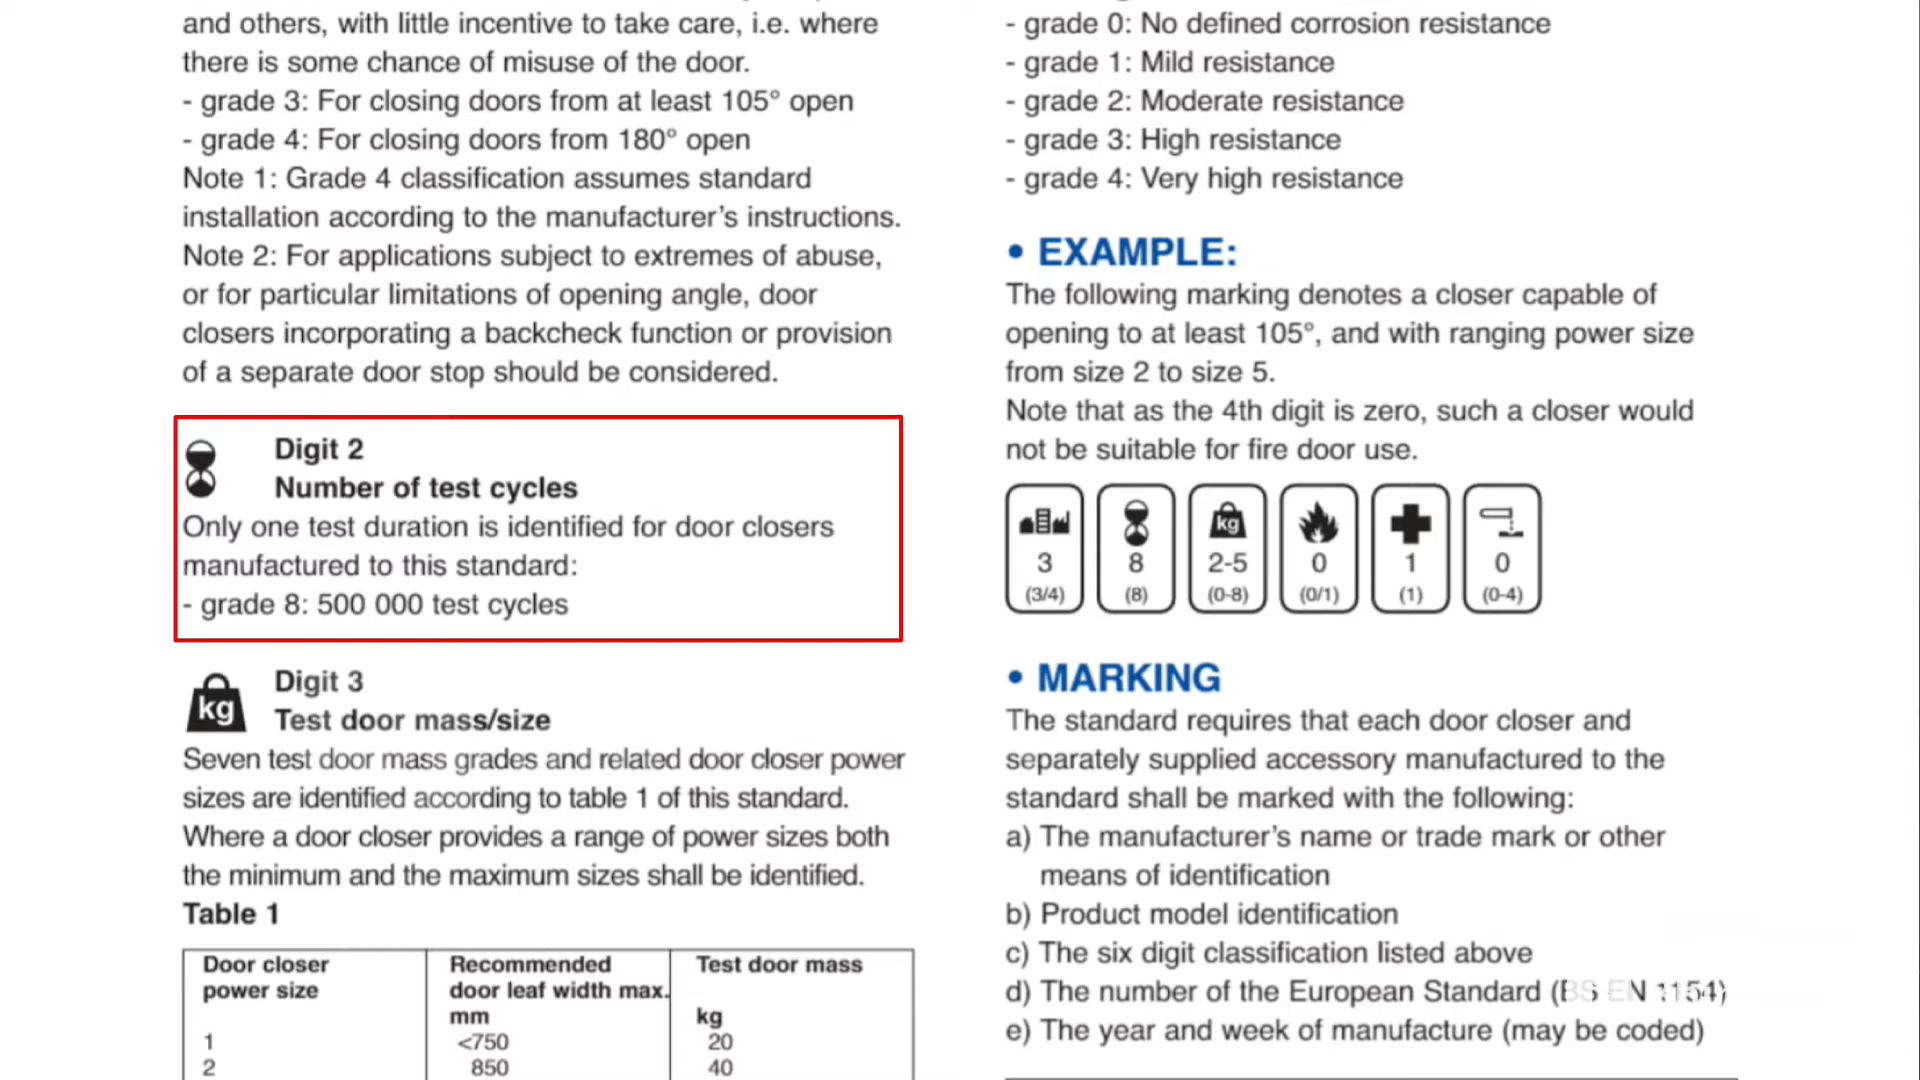 and others, with little incentive to take care, i.e. where
there is some chance of misuse of the door.
- grade 3: For closing doors from at least 105° open
- grade 4: For closing doors from 180° open
Note 1: Grade 4 classification assumes standard
installation according to the manufacturer’s instructions.
Note 2: For applications subject to extremes of abuse,
or for particular limitations of opening angle, door
closers incorporating a backcheck function or provision
of a separate door stop should be considered.
Digit 2
Number of test cycles
Only one test duration is identified for door closers
manufactured to this standard:
- grade 8: 500 000 test cycles
kg
Digit 3
Test door mass/size
Seven test door mass grades and related door closer power
sizes are identified according to table 1 of this standard.
Where a door closer provides a range of power sizes both
the minimum and the maximum sizes shall be identified.
Table 1
Door closer power size | Recommended door leaf width max. mm | Test door mass kg
1 <750 20
2 850 40
- grade 0: No defined corrosion resistance
- grade 1: Mild resistance
- grade 2: Moderate resistance
- grade 3: High resistance
- grade 4: Very high resistance
• EXAMPLE:
The following marking denotes a closer capable of
opening to at least 105°, and with ranging power size
from size 2 to size 5.
Note that as the 4th digit is zero, such a closer would
not be suitable for fire door use.
kg
3 8 2-5 0 1 0
(3/4) (8) (0-8) (0/1) (1) (0-4)
• MARKING
The standard requires that each door closer and
separately supplied accessory manufactured to the
standard shall be marked with the following:
a) The manufacturer’s name or trade mark or other
means of identification
b) Product model identification
c) The six digit classification listed above
d) The number of the European Standard ( 1154)
e) The year and week of manufacture (may be coded)